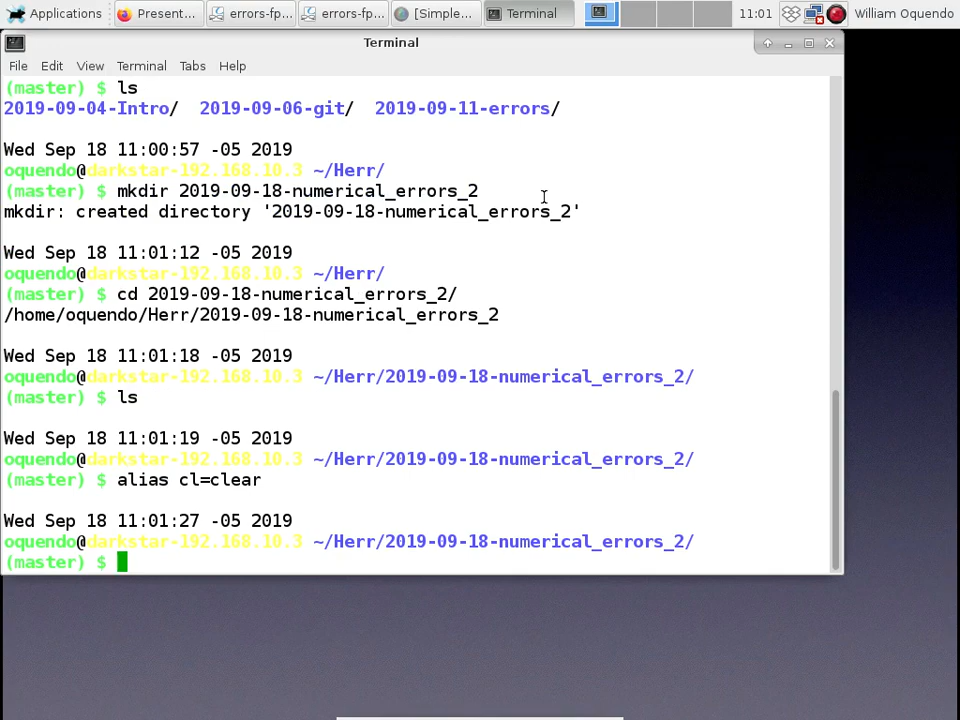 Applications
Present...
errors-fp...
errors-fp...
[Simple...
Terminal
11:01
William Oquendo
Terminal
File Edit View Terminal Tabs Help
(master) $ ls
2019-09-04-Intro/ 2019-09-06-git/ 2019-09-11-errors/
Wed Sep 18 11:00:57 -05 2019
oquendo@darkstar-192.168.10.3 ~/Herr/
(master) $ mkdir 2019-09-18-numerical_errors_2
mkdir: created directory '2019-09-18-numerical_errors_2'
Wed Sep 18 11:01:12 -05 2019
oquendo@darkstar-192.168.10.3 ~/Herr/
(master) $ cd 2019-09-18-numerical_errors_2/
/home/oquendo/Herr/2019-09-18-numerical_errors_2
Wed Sep 18 11:01:18 -05 2019
oquendo@darkstar-192.168.10.3 ~/Herr/2019-09-18-numerical_errors_2/
(master) $ ls
Wed Sep 18 11:01:19 -05 2019
oquendo@darkstar-192.168.10.3 ~/Herr/2019-09-18-numerical_errors_2/
(master) $ alias cl=clear
Wed Sep 18 11:01:27 -05 2019
oquendo@darkstar-192.168.10.3 ~/Herr/2019-09-18-numerical_errors_2/
(master) $